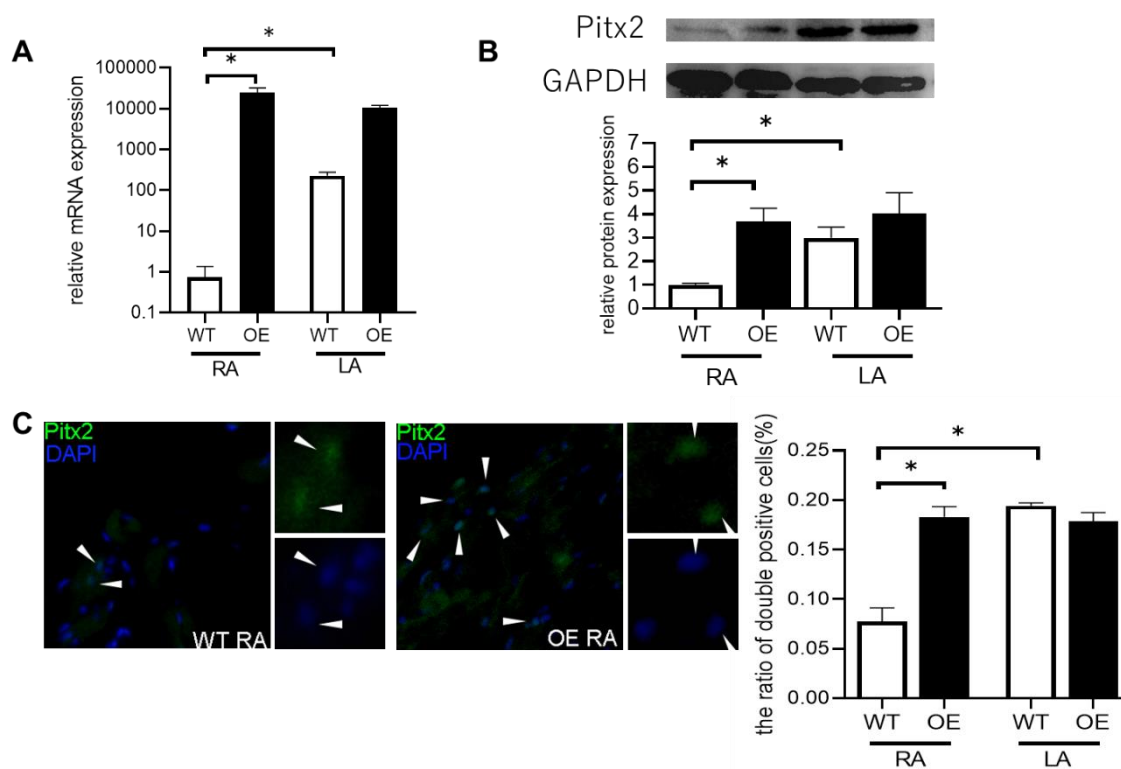 A
relative mRNA expression
100000
10000
1000
100
10
1
0.1
*
*
WT
OE
WT
OE
RA
LA
B
Pitx2
GAPDH
relative protein expression
7
6
5
4
3
2
1
0
*
*
WT
OE
WT
OE
RA
LA
C
Pitx2
DAPI
WT RA
Pitx2
DAPI
OE RA
the ratio of double positive cells(%)
0.25
0.20
0.15
0.10
0.05
0.00
*
*
WT
OE
WT
OE
RA
LA